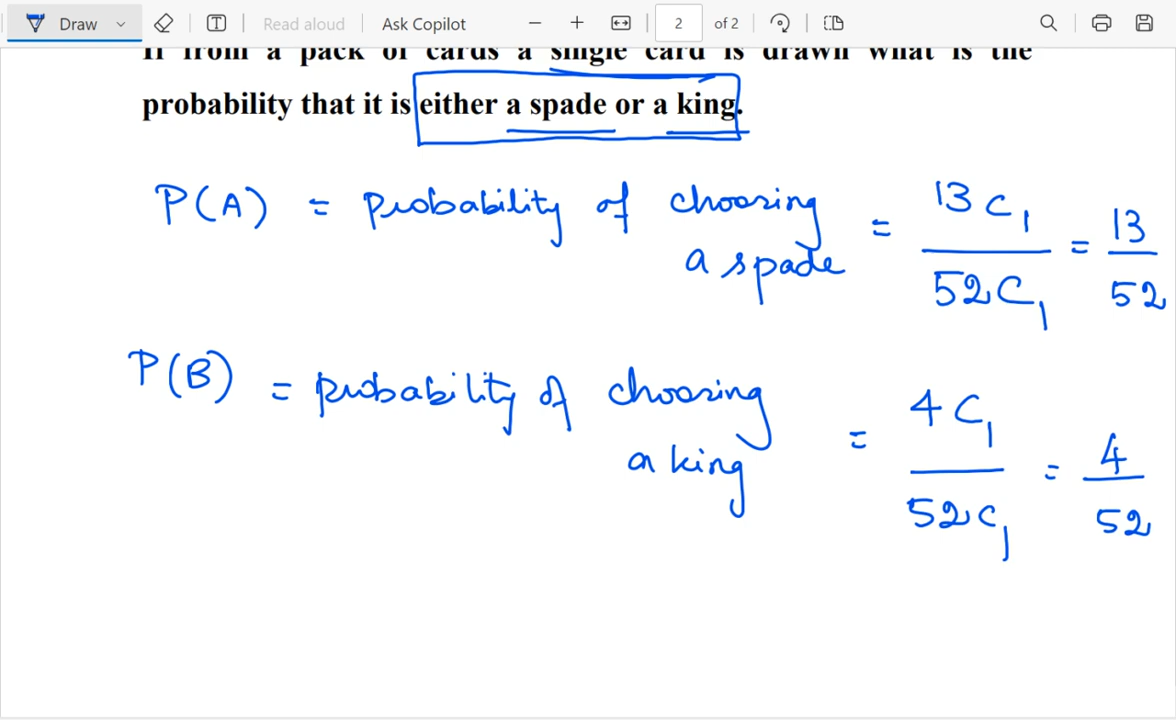 Draw Read aloud Ask Copilot 2 of 2
If from a pack of cards a single card is drawn what is the
probability that it is either a spade or a king.
P(A) = probability of choosing a spade = 13C₁ / 52C₁ = 13 / 52
P(B) = probability of choosing a king = 4C₁ / 52C₁ = 4 / 52